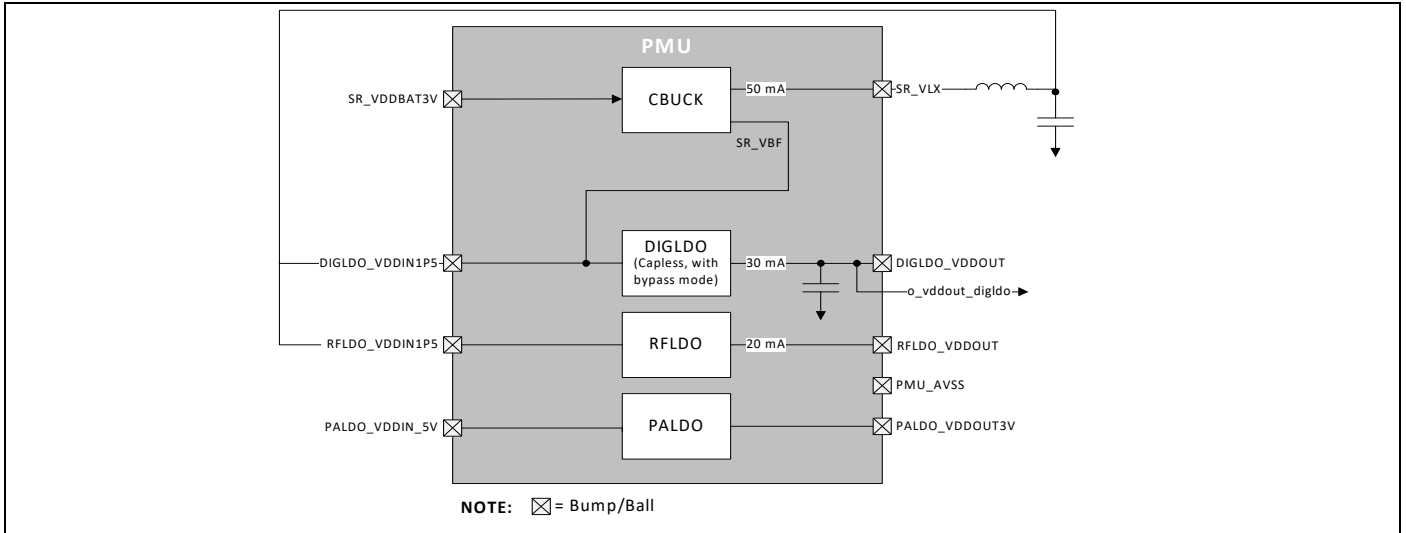 PMU
SR_VDDBAT3V
CBUCK
50 mA
SR_VLX
SR_VBF
DIGLDO_VDDIN1P5
DIGLDO
(Capless, with
bypass mode)
30 mA
DIGLDO_VDDOUT
o_vddout_digldo
RFLDO_VDDIN1P5
RFLDO
20 mA
RFLDO_VDDOUT
PMU_AVSS
PALDO_VDDIN_5V
PALDO
PALDO_VDDOUT3V
NOTE: = Bump/Ball